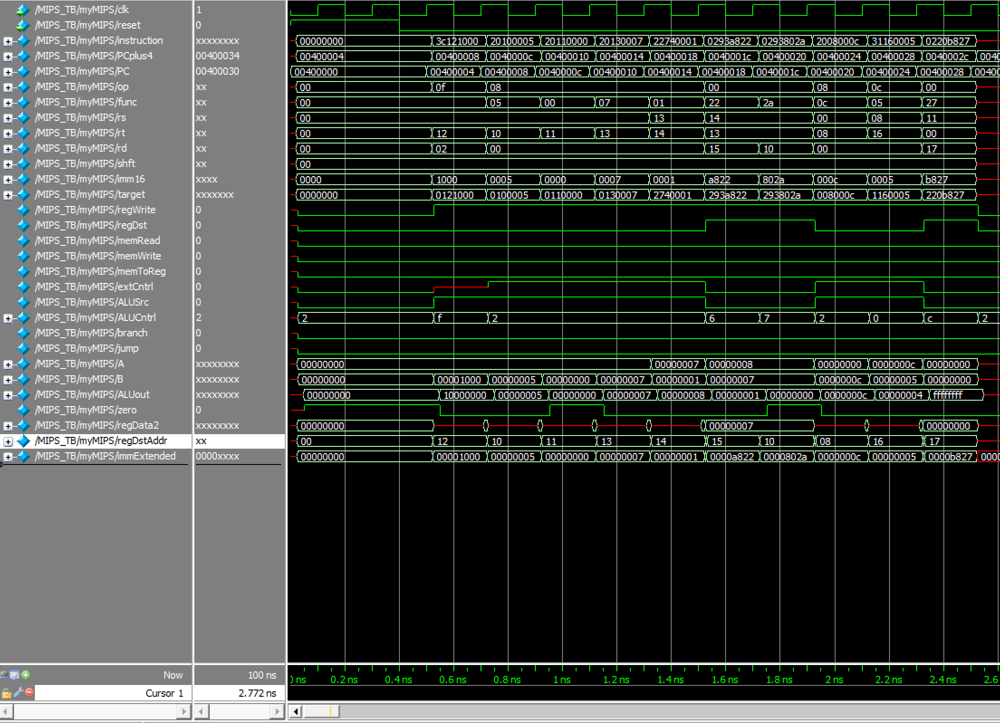 /MIPS_TB/myMIPS/clk 1
/MIPS_TB/myMIPS/reset 0
/MIPS_TB/myMIPS/instruction xxxxxxxx 00000000 3c121000 20100005 20110000 20130007 22740001 0293a822 0293802a 2008000c 31160005 0220b827
/MIPS_TB/myMIPS/PCplus4 00400034 00400004 00400008 0040000c 00400010 00400014 00400018 0040001c 00400020 00400024 00400028 0040002c 0040
/MIPS_TB/myMIPS/PC 00400030 00400000 00400004 00400008 0040000c 00400010 00400014 00400018 0040001c 00400020 00400024 00400028 00400
/MIPS_TB/myMIPS/op xx 00 0f 08 00 08 0c 00
/MIPS_TB/myMIPS/func xx 00 05 00 07 01 22 2a 0c 05 27
/MIPS_TB/myMIPS/rs xx 00 13 14 00 08 11
/MIPS_TB/myMIPS/rt xx 00 12 10 11 13 14 13 08 16 00
/MIPS_TB/myMIPS/rd xx 00 02 00 15 10 00 17
/MIPS_TB/myMIPS/shft xx 00
/MIPS_TB/myMIPS/imm16 xxxx 0000 1000 0005 0000 0007 0001 a822 802a 000c 0005 b827
/MIPS_TB/myMIPS/target xxxxxxx 0000000 0121000 0100005 0110000 0130007 2740001 293a822 293802a 008000c 1160005 220b827
/MIPS_TB/myMIPS/regWrite 0
/MIPS_TB/myMIPS/regDst 0
/MIPS_TB/myMIPS/memRead 0
/MIPS_TB/myMIPS/memWrite 0
/MIPS_TB/myMIPS/memToReg 0
/MIPS_TB/myMIPS/extCntrl 0
/MIPS_TB/myMIPS/ALUSrc 0
/MIPS_TB/myMIPS/ALUCntrl 2 2 f 2 6 7 2 0 c 2
/MIPS_TB/myMIPS/branch 0
/MIPS_TB/myMIPS/jump 0
/MIPS_TB/myMIPS/A xxxxxxxx 00000000 00000007 00000008 00000000 0000000c 00000000
/MIPS_TB/myMIPS/B xxxxxxxx 00000000 00001000 00000005 00000000 00000007 00000001 00000007 0000000c 00000005 00000000
/MIPS_TB/myMIPS/ALUout xxxxxxxx 00000000 10000000 00000005 00000000 00000007 00000008 00000001 00000000 0000000c 00000004 ffffffff
/MIPS_TB/myMIPS/zero 0
/MIPS_TB/myMIPS/regData2 xxxxxxxx 00000000 00000007 00000000
/MIPS_TB/myMIPS/regDstAddr xx 00 12 10 11 13 14 15 10 08 16 17
/MIPS_TB/myMIPS/immExtended 0000xxxx 00000000 00001000 00000005 00000000 00000007 00000001 0000a822 0000802a 0000000c 00000005 0000b827 0000
Now 100 ns
0 ns 0.2 ns 0.4 ns 0.6 ns 0.8 ns 1 ns 1.2 ns 1.4 ns 1.6 ns 1.8 ns 2 ns 2.2 ns 2.4 ns 2.6
Cursor 1 2.772 ns